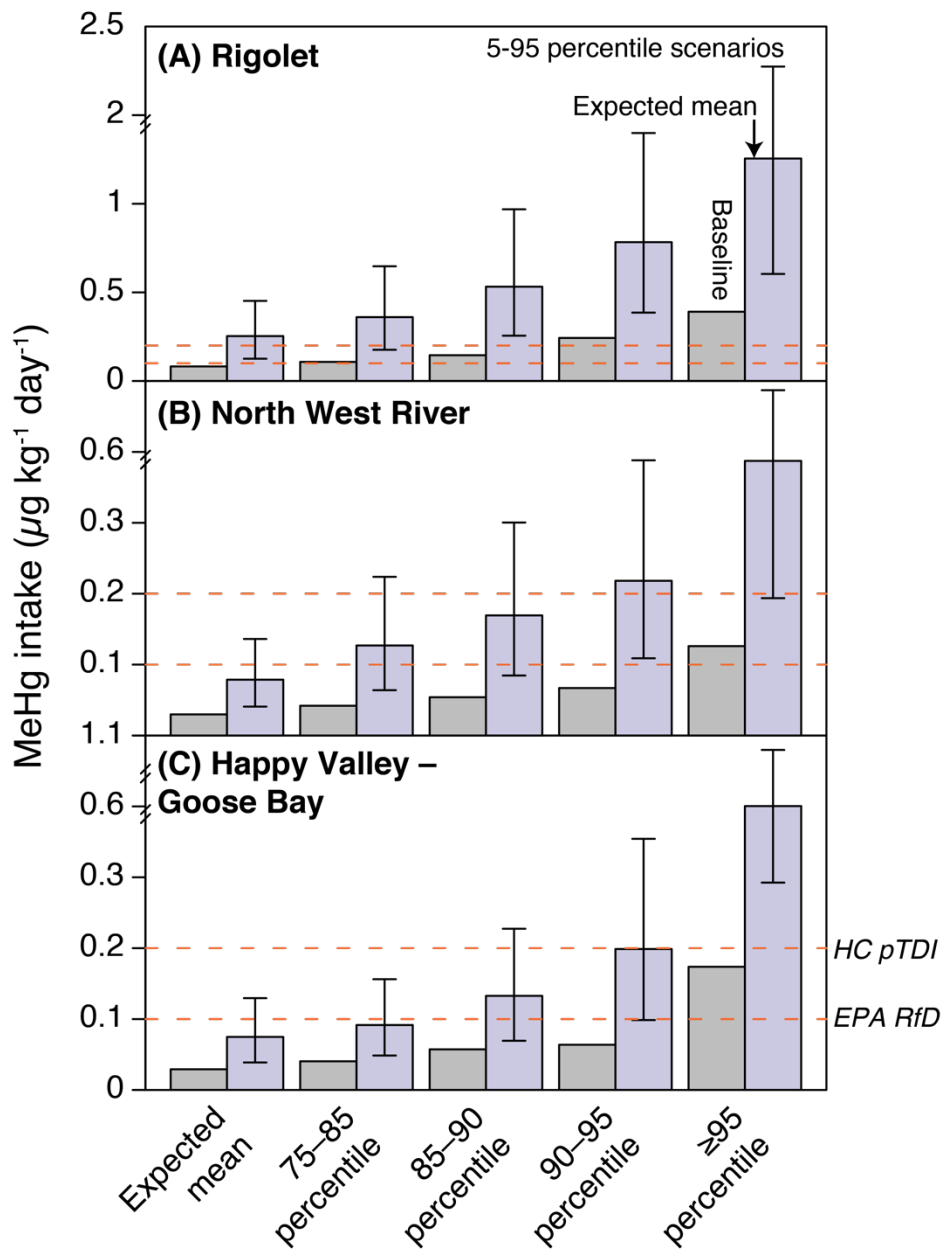 2.5
(A) Rigolet
5-95 percentile scenarios
Expected mean
2
1
Baseline
0.5
0
MeHg intake (µg kg-1 day-1)
(B) North West River
0.6
0.3
0.2
0.1
1.1
(C) Happy Valley –
Goose Bay
0.6
0.3
0.2
HC pTDI
0.1
EPA RfD
0
Expected
mean
75–85
percentile
85–90
percentile
90–95
percentile
≥95
percentile